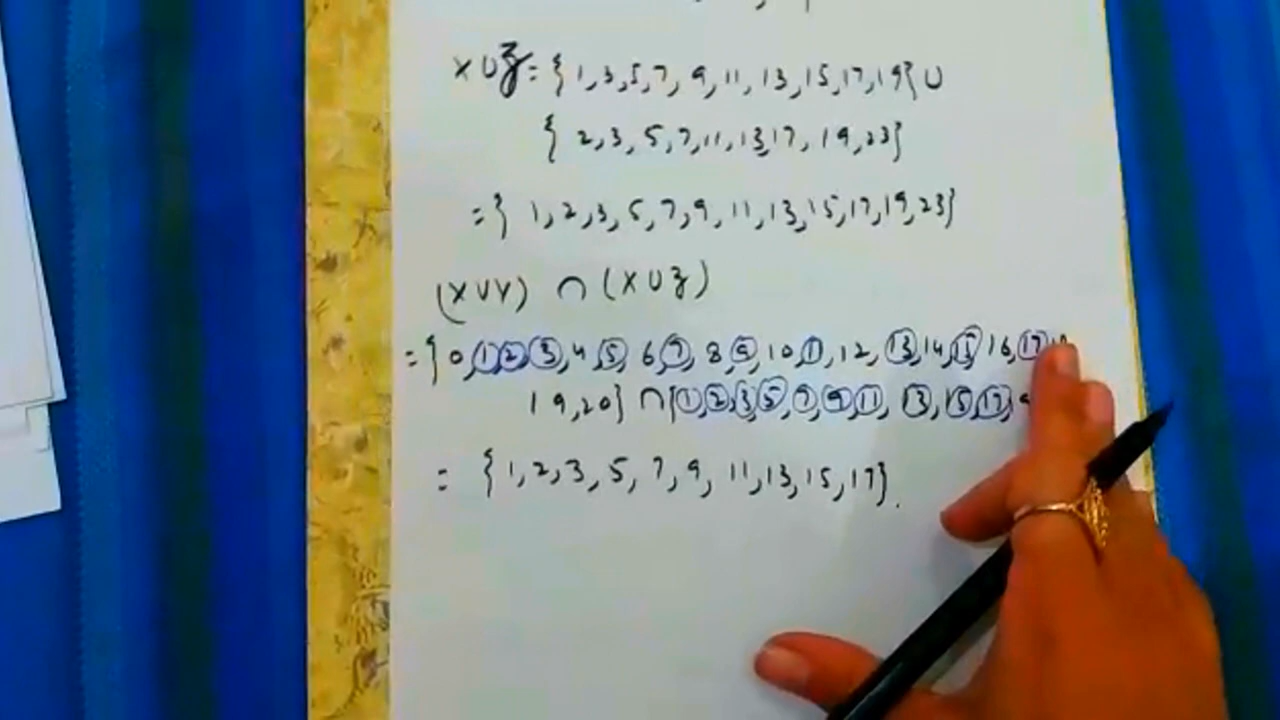 X∪Z = {1,3,5,7,9,11,13,15,17,19} ∪
{2,3,5,7,11,13,17,19,23}
= {1,2,3,5,7,9,11,13,15,17,19,23}
(X∪Y) ∩ (X∪Z)
= {0,1,2,3,4,5,6,7,8,9,10,11,12,13,14,15,16,17
19,20} ∩ {1,2,3,5,7,9,11,13,15,17
= {1,2,3,5,7,9,11,13,15,17}.